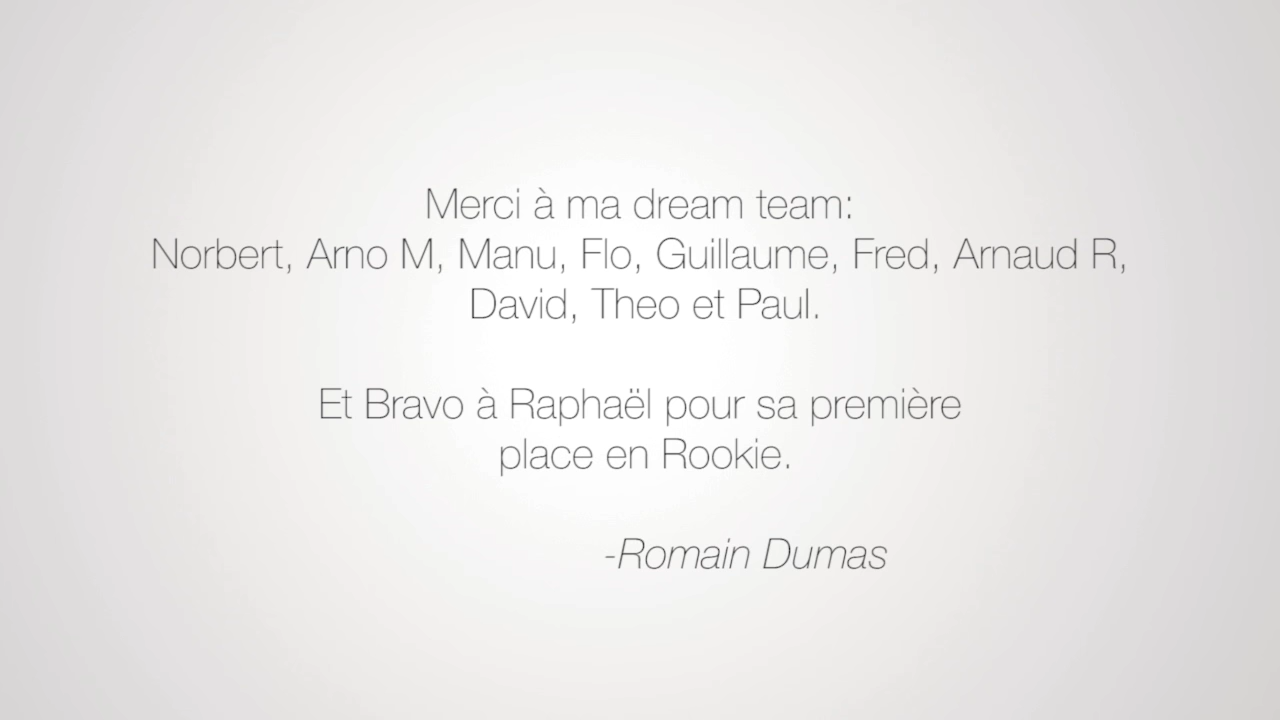 Merci à ma dream team:
Norbert, Arno M, Manu, Flo, Guillaume, Fred, Arnaud R,
David, Theo et Paul.
Et Bravo à Raphaël pour sa première
place en Rookie.
-Romain Dumas